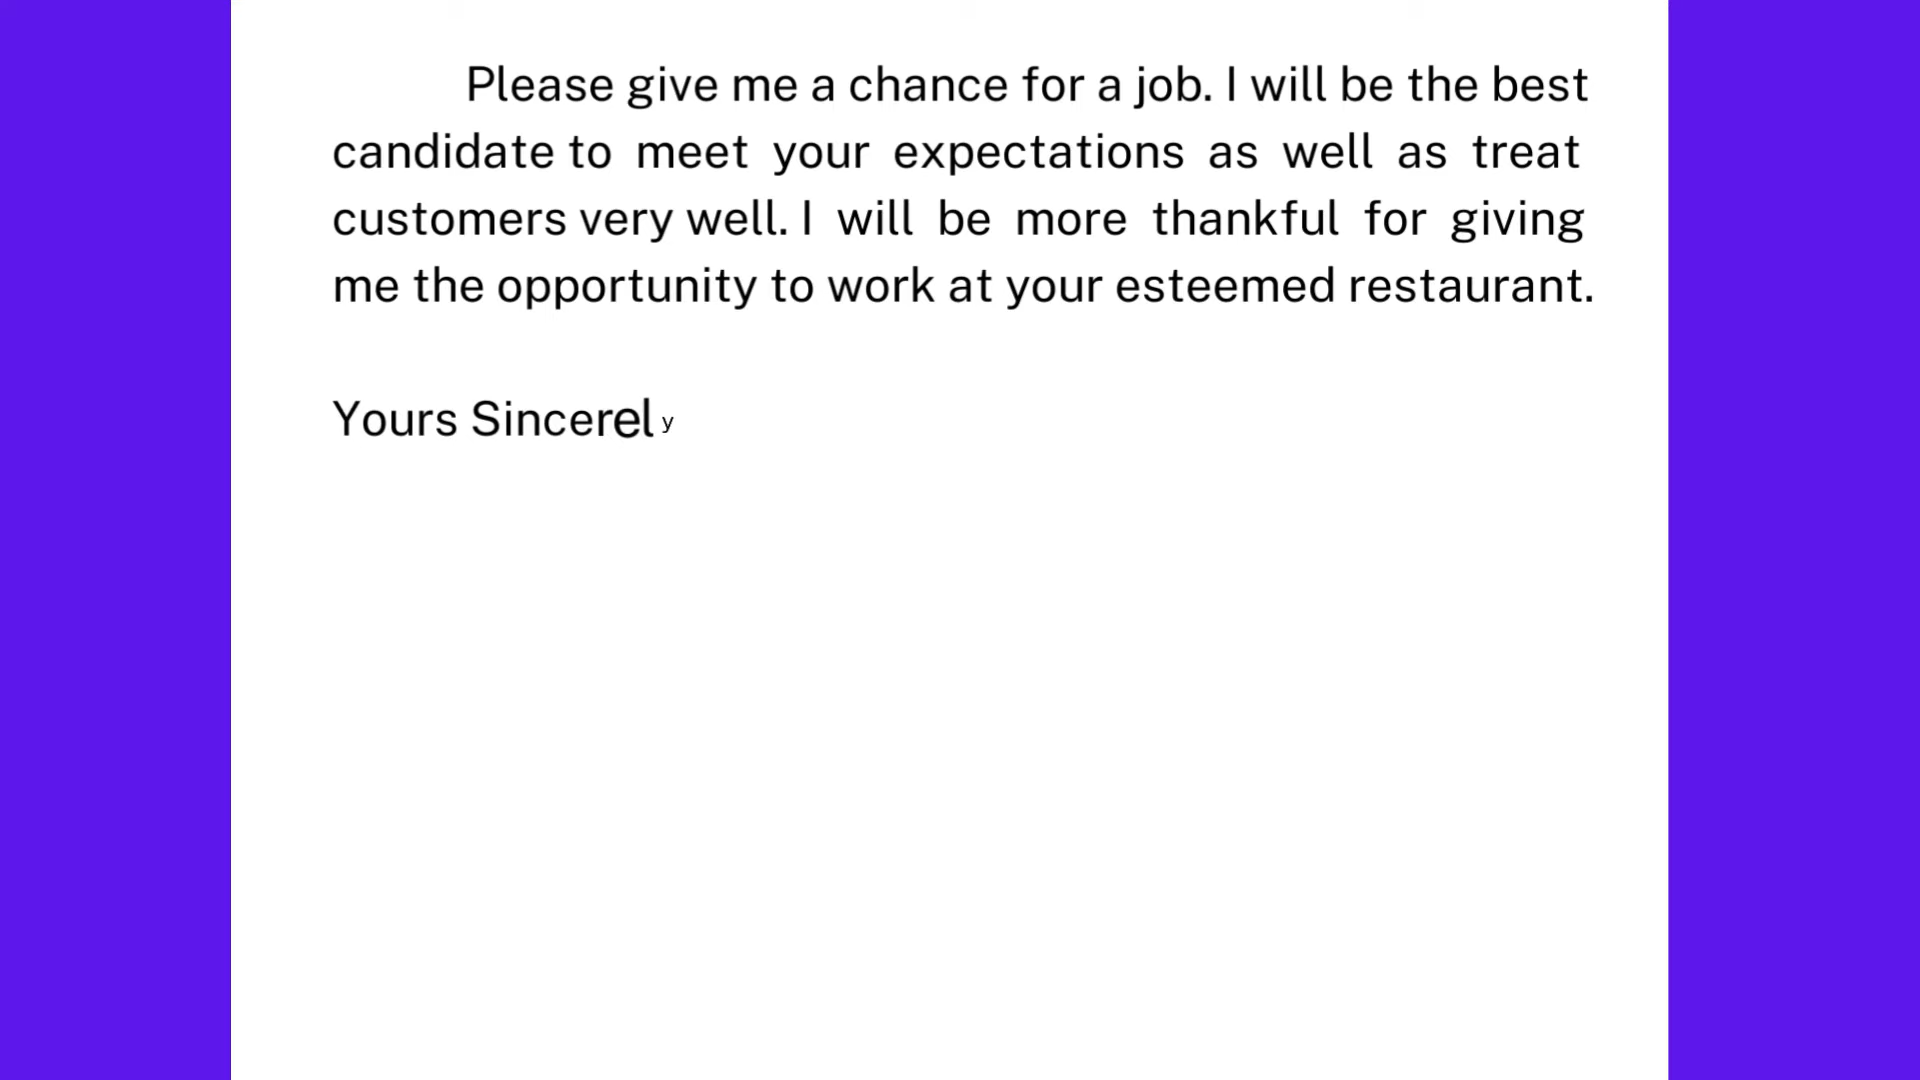 Please give me a chance for a job. I will be the best
candidate to meet your expectations as well as treat
customers very well. I will be more thankful for giving
me the opportunity to work at your esteemed restaurant.
Yours Sincerely